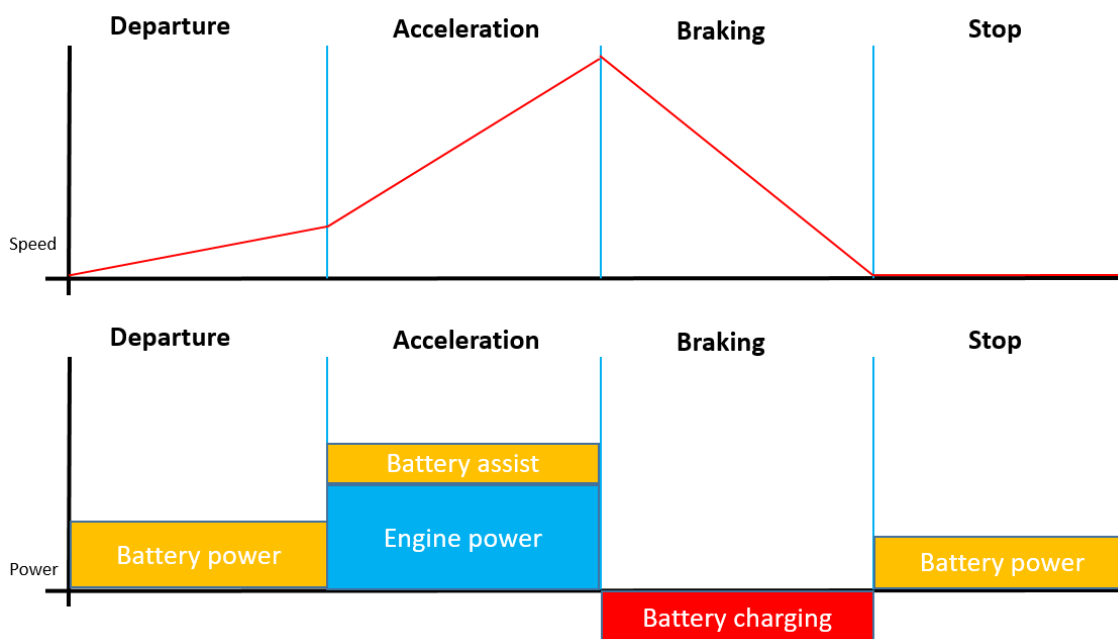 Departure
Acceleration
Braking
Stop
Speed
Departure
Acceleration
Braking
Stop
Battery assist
Engine power
Battery power
Battery power
Power
Battery charging